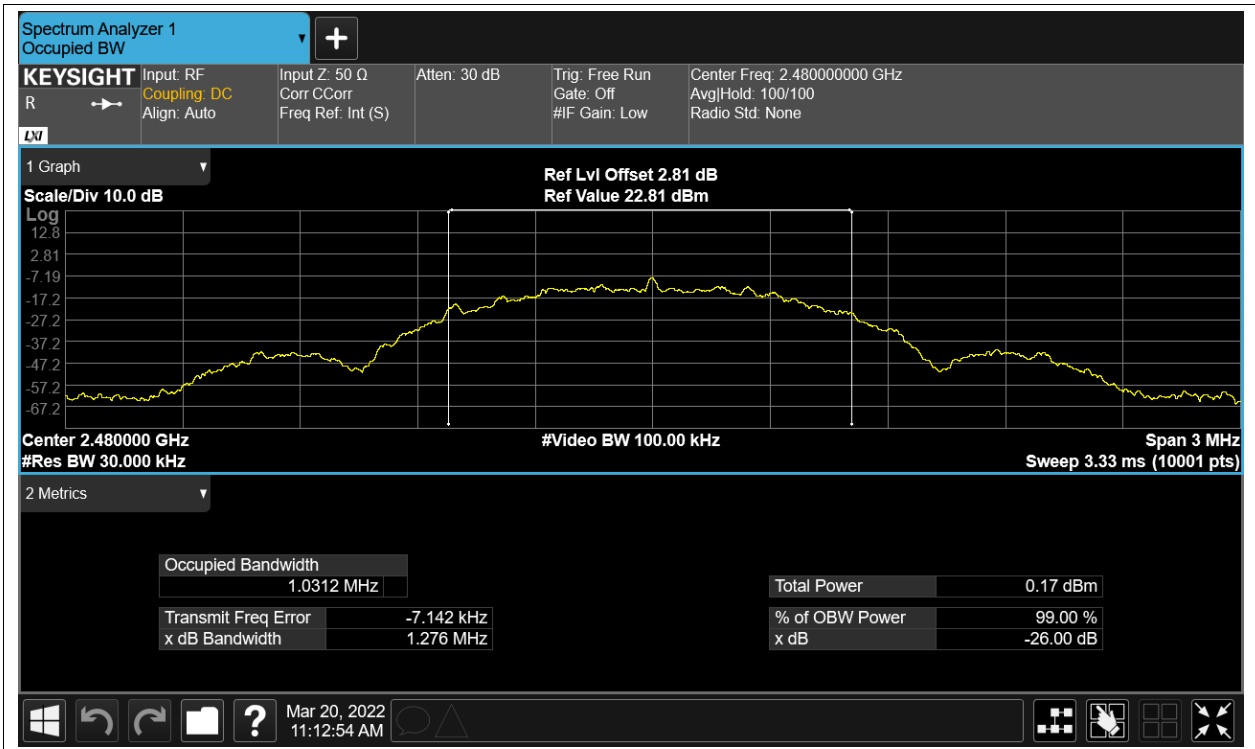 Spectrum Analyzer 1
Occupied BW
KEYSIGHT
R
LXI
Input: RF
Coupling: DC
Align: Auto
Input Z: 50 Ω
Corr CCorr
Freq Ref: Int (S)
Atten: 30 dB
Trig: Free Run
Gate: Off
#IF Gain: Low
Center Freq: 2.480000000 GHz
Avg|Hold: 100/100
Radio Std: None
1 Graph
Scale/Div 10.0 dB
Ref Lvl Offset 2.81 dB
Ref Value 22.81 dBm
Log
12.8
2.81
-7.19
-17.2
-27.2
-37.2
-47.2
-57.2
-67.2
Center 2.480000 GHz
#Res BW 30.000 kHz
#Video BW 100.00 kHz
Span 3 MHz
Sweep 3.33 ms (10001 pts)
2 Metrics
Occupied Bandwidth
1.0312 MHz
Transmit Freq Error -7.142 kHz
x dB Bandwidth 1.276 MHz
Total Power 0.17 dBm
% of OBW Power 99.00 %
x dB -26.00 dB
?
Mar 20, 2022
11:12:54 AM